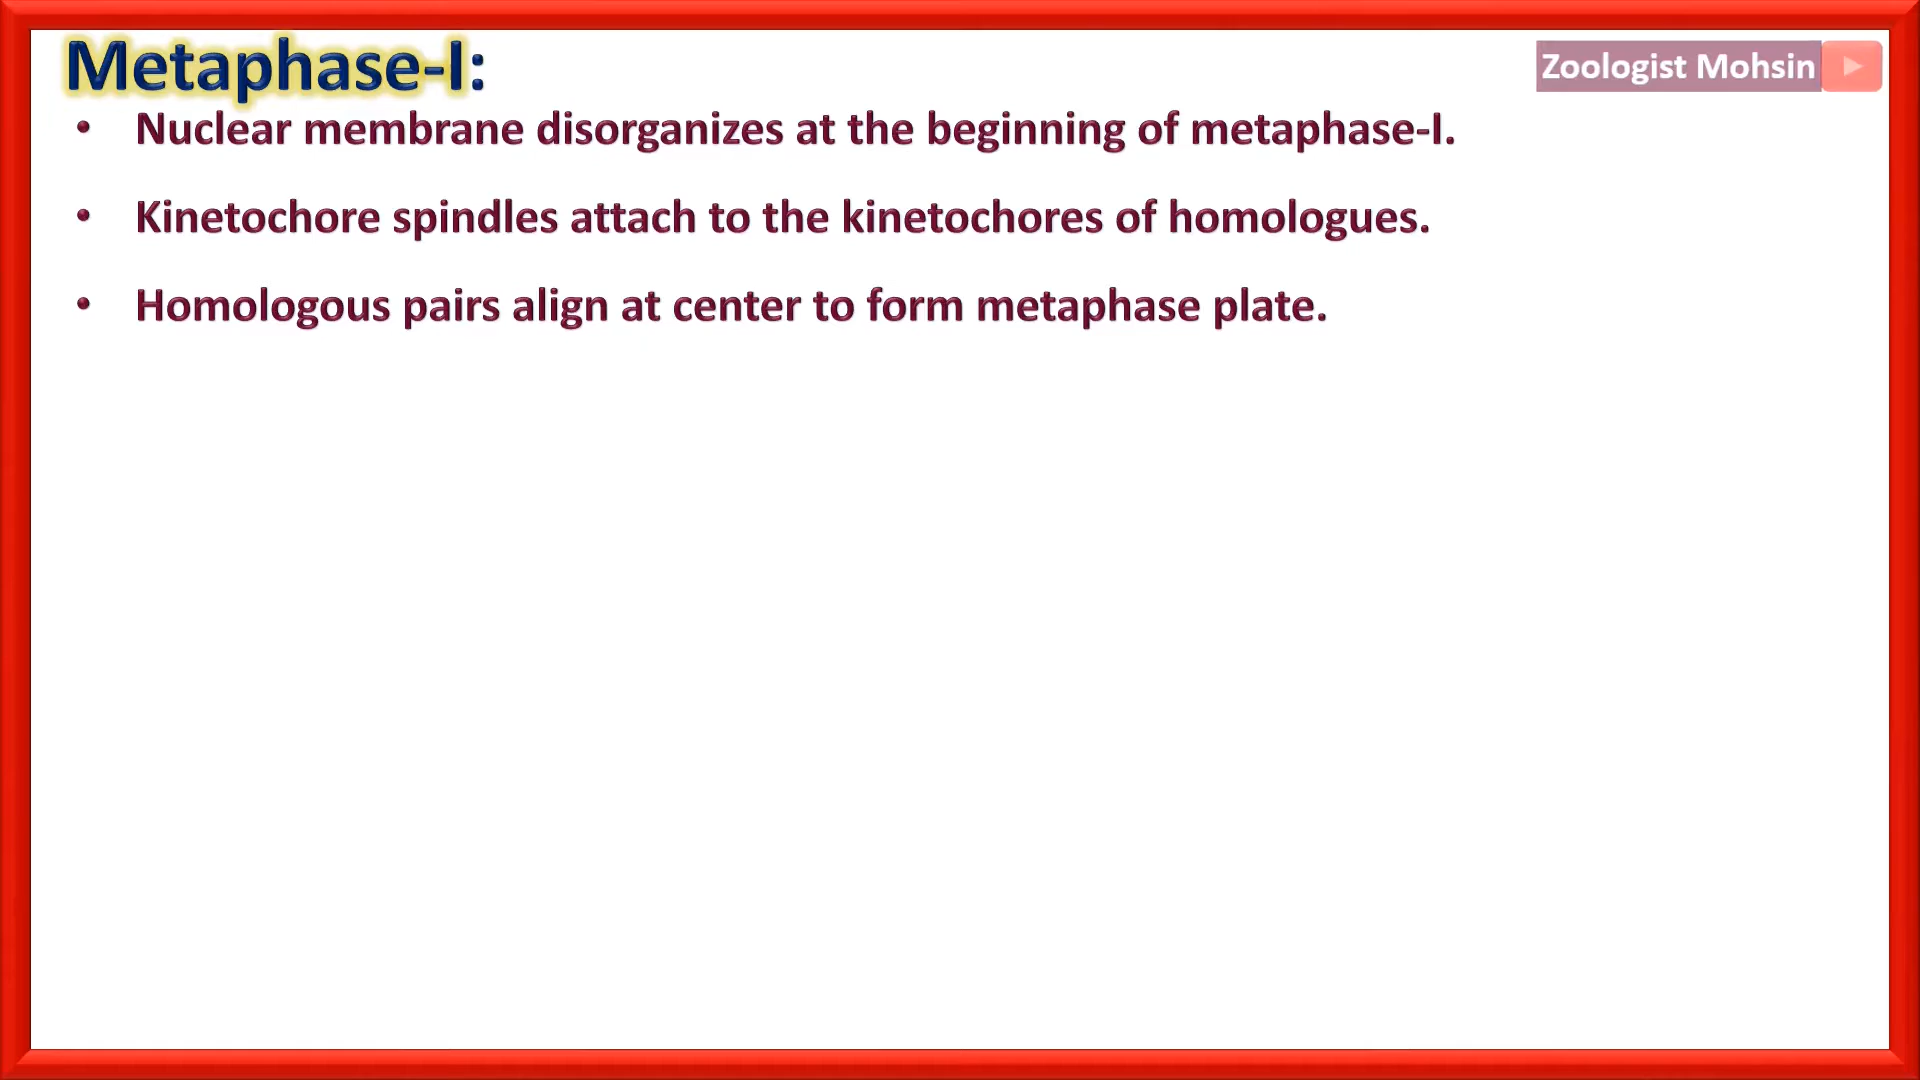 Metaphase-I:
Zoologist Mohsin
• Nuclear membrane disorganizes at the beginning of metaphase-I.
• Kinetochore spindles attach to the kinetochores of homologues.
• Homologous pairs align at center to form metaphase plate.